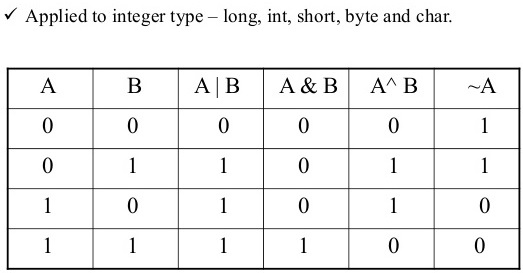 ✓ Applied to integer type – long, int, short, byte and char.
A B A | B A & B A^ B ~A
0 0 0 0 0 1
0 1 1 0 1 1
1 0 1 0 1 0
1 1 1 1 0 0